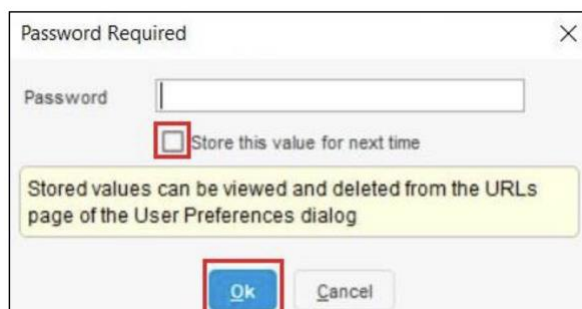 Password Required
Password
Store this value for next time
Stored values can be viewed and deleted from the URLs
page of the User Preferences dialog
Ok Cancel